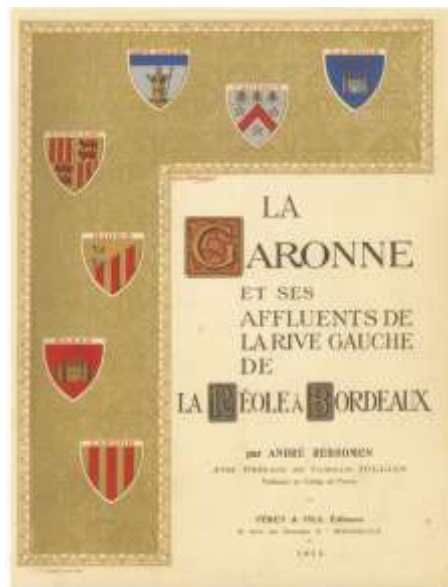 LA
GARONNE
ET SES
AFFLUENTS DE
LA RIVE GAUCHE
DE
LA RÉOLE À BORDEAUX
par ANDRÉ REBSOMEN
AVEC PRÉFACE DE CAMILLE JULLIAN
Professeur au Collège de France
FÉRET & FILS, Éditeurs